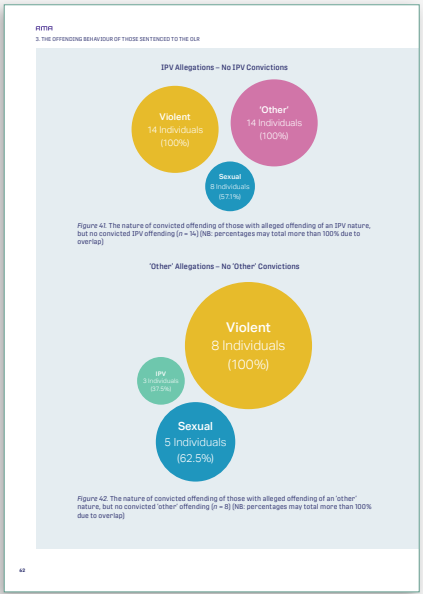 RMA
3. THE OFFENDING BEHAVIOUR OF THOSE SENTENCED TO THE OLR
IPV Allegations – No IPV Convictions
Violent
14 Individuals
(100%)
'Other'
14 Individuals
(100%)
Sexual
8 Individuals
(57.1%)
Figure 41. The nature of convicted offending of those with alleged offending of an IPV nature,
but no convicted IPV offending (n = 14) (NB: percentages may total more than 100% due to
overlap)
'Other' Allegations – No 'Other' Convictions
Violent
8 Individuals
(100%)
IPV
3 Individuals
(37.5%)
Sexual
5 Individuals
(62.5%)
Figure 42. The nature of convicted offending of those with alleged offending of an 'other'
nature, but no convicted 'other' offending (n = 8) (NB: percentages may total more than 100%
due to overlap)
62